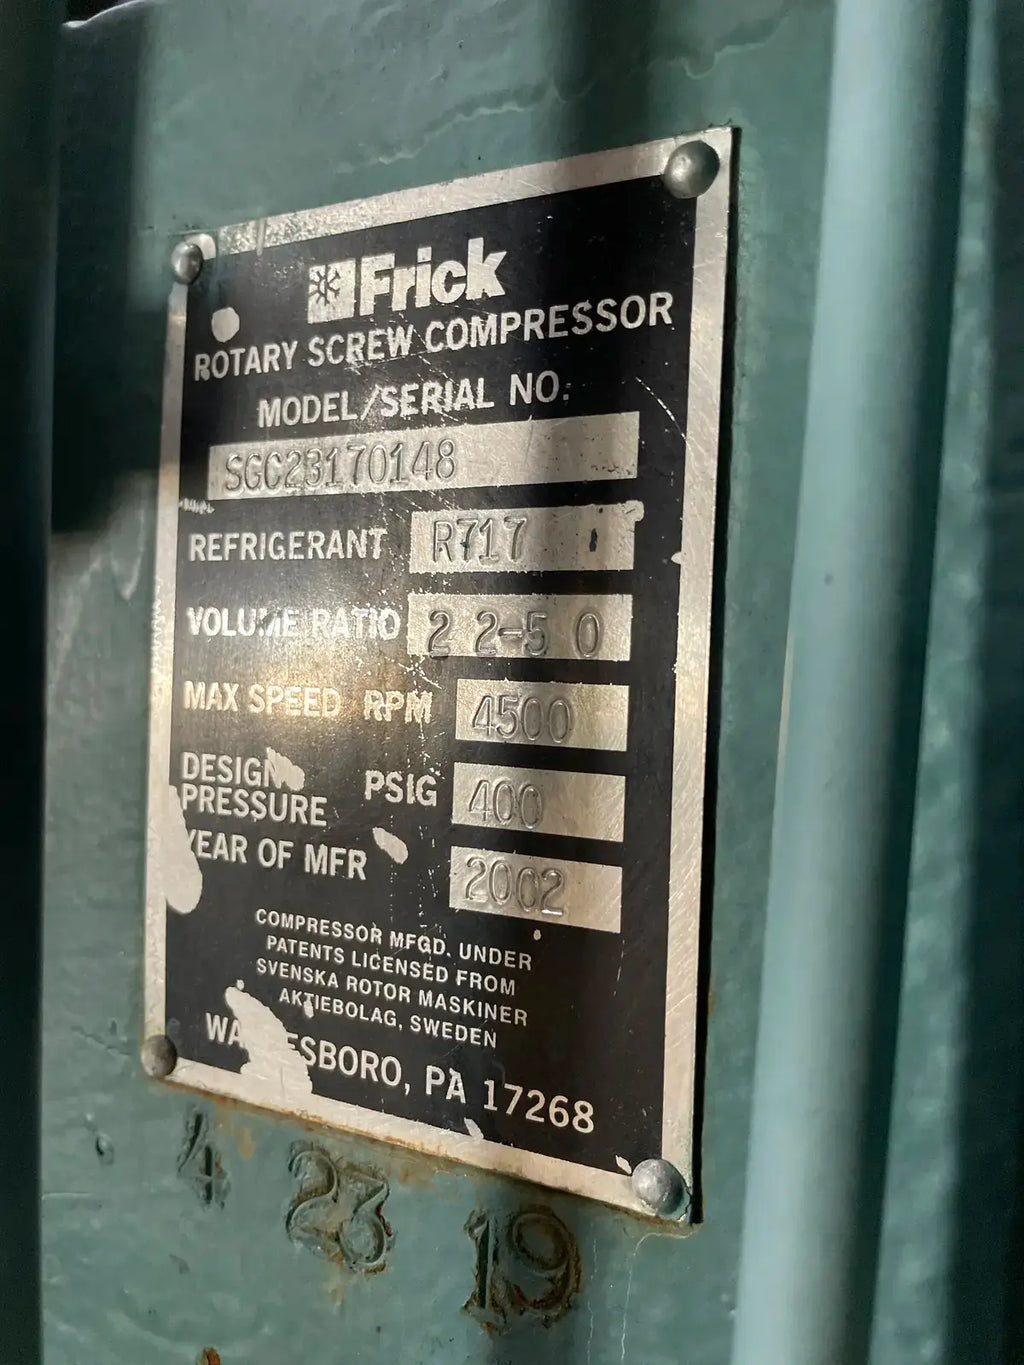 Frick
ROTARY SCREW COMPRESSOR
MODEL/SERIAL NO:
SGC23170148
REFRIGERANT R717
VOLUME RATIO 2 2-5 0
MAX SPEED RPM 4500
DESIGN PRESSURE PSIG 400
YEAR OF MFR 2002
COMPRESSOR MFGD. UNDER
PATENTS LICENSED FROM
SVENSKA ROTOR MASKINER
AKTIEBOLAG, SWEDEN
PA 17268
4 23 19